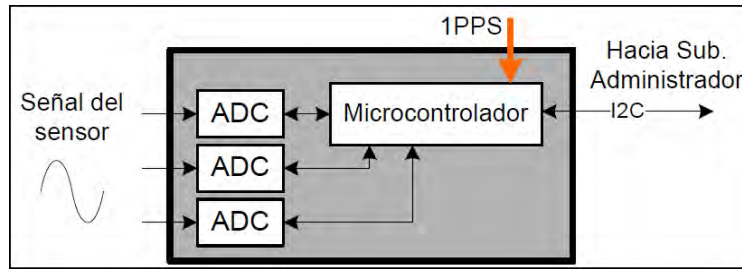 1PPS
Hacia Sub.
Administrador
Señal del
sensor
ADC
Microcontrolador
I2C
ADC
ADC